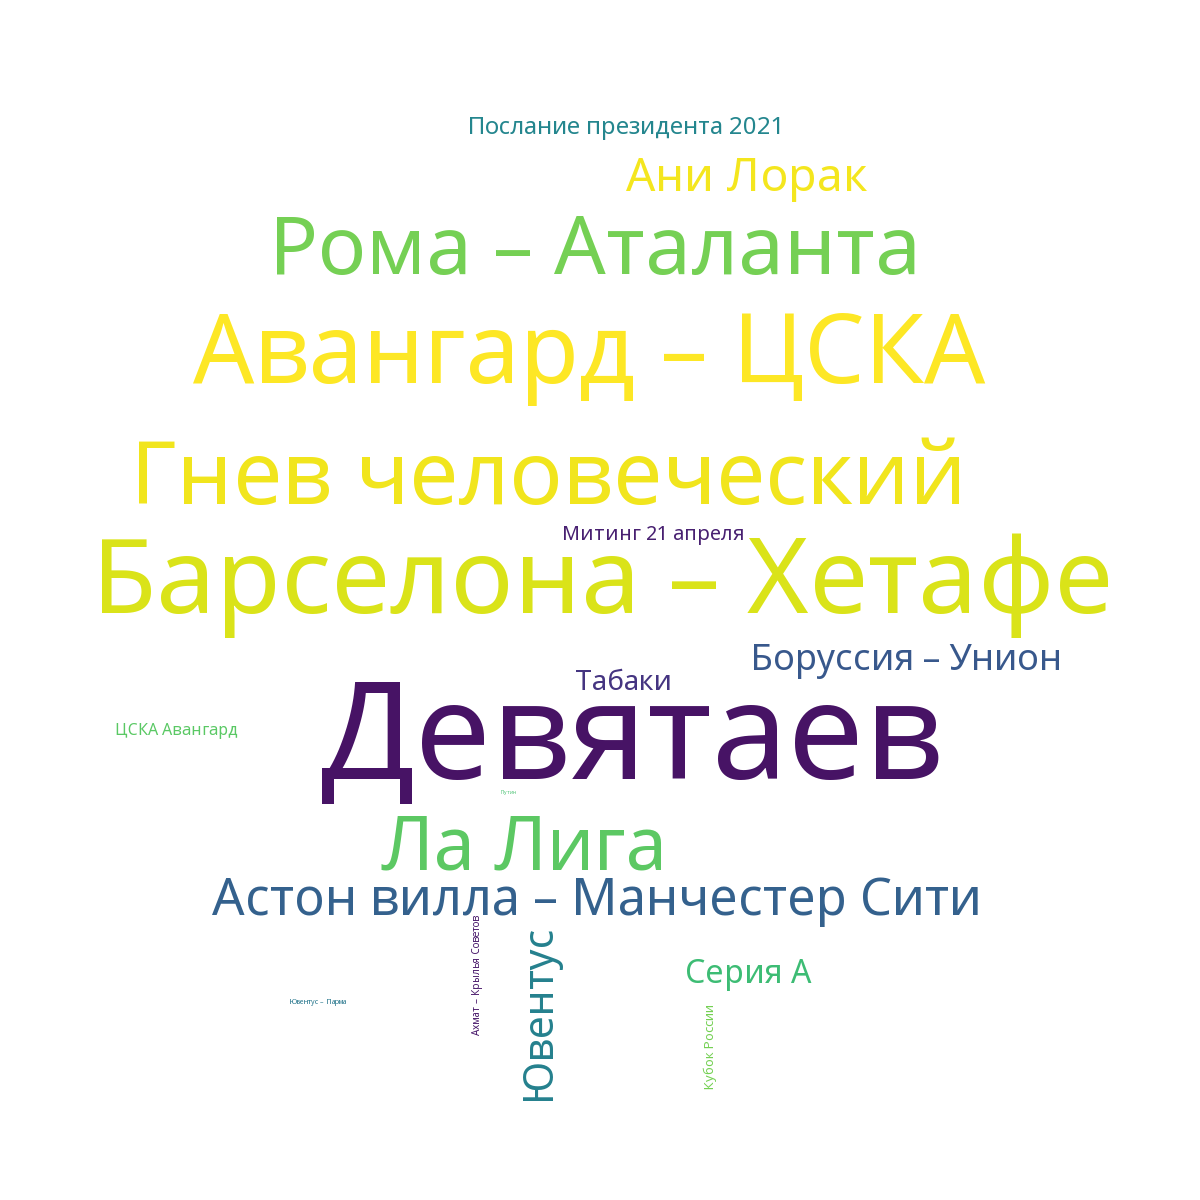 Послание президента 2021
Ани Лорак
Рома – Аталанта
Авангард – ЦСКА
Гнев человеческий
Митинг 21 апреля
Барселона – Хетафе
Боруссия – Унион
Табаки
ЦСКА Авангард
Девятаев
Путин
Ла Лига
Астон вилла – Манчестер Сити
Ахмат – Крылья Советов
Ювентус
Серия А
Ювентус – Парма
Кубок России